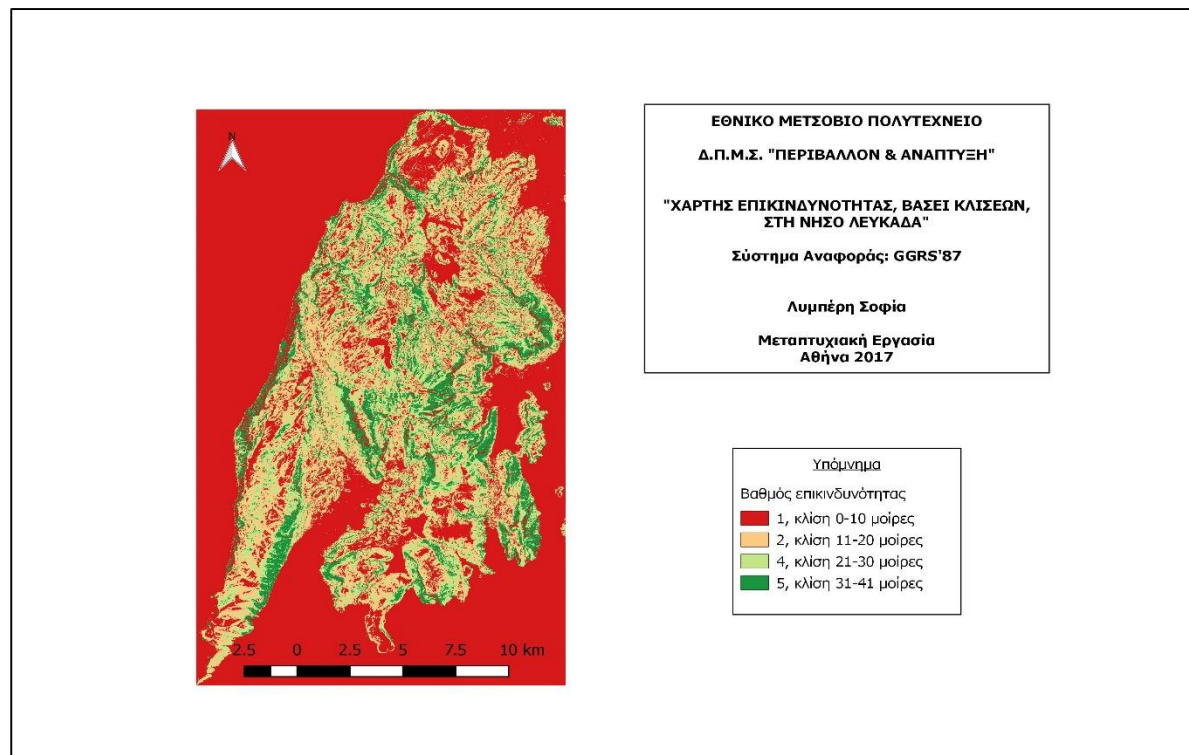 N
2.5 0 2.5 5 7.5 10 km
ΕΘΝΙΚΟ ΜΕΤΣΟΒΙΟ ΠΟΛΥΤΕΧΝΕΙΟ
Δ.Π.Μ.Σ. "ΠΕΡΙΒΑΛΛΟΝ & ΑΝΑΠΤΥΞΗ"
"ΧΑΡΤΗΣ ΕΠΙΚΙΝΔΥΝΟΤΗΤΑΣ, ΒΑΣΕΙ ΚΛΙΣΕΩΝ,
ΣΤΗ ΝΗΣΟ ΛΕΥΚΑΔΑ"
Σύστημα Αναφοράς: GGRS'87
Λυμπέρη Σοφία
Μεταπτυχιακή Εργασία
Αθήνα 2017
Υπόμνημα
Βαθμός επικινδυνότητας
1, κλίση 0-10 μοίρες
2, κλίση 11-20 μοίρες
4, κλίση 21-30 μοίρες
5, κλίση 31-41 μοίρες